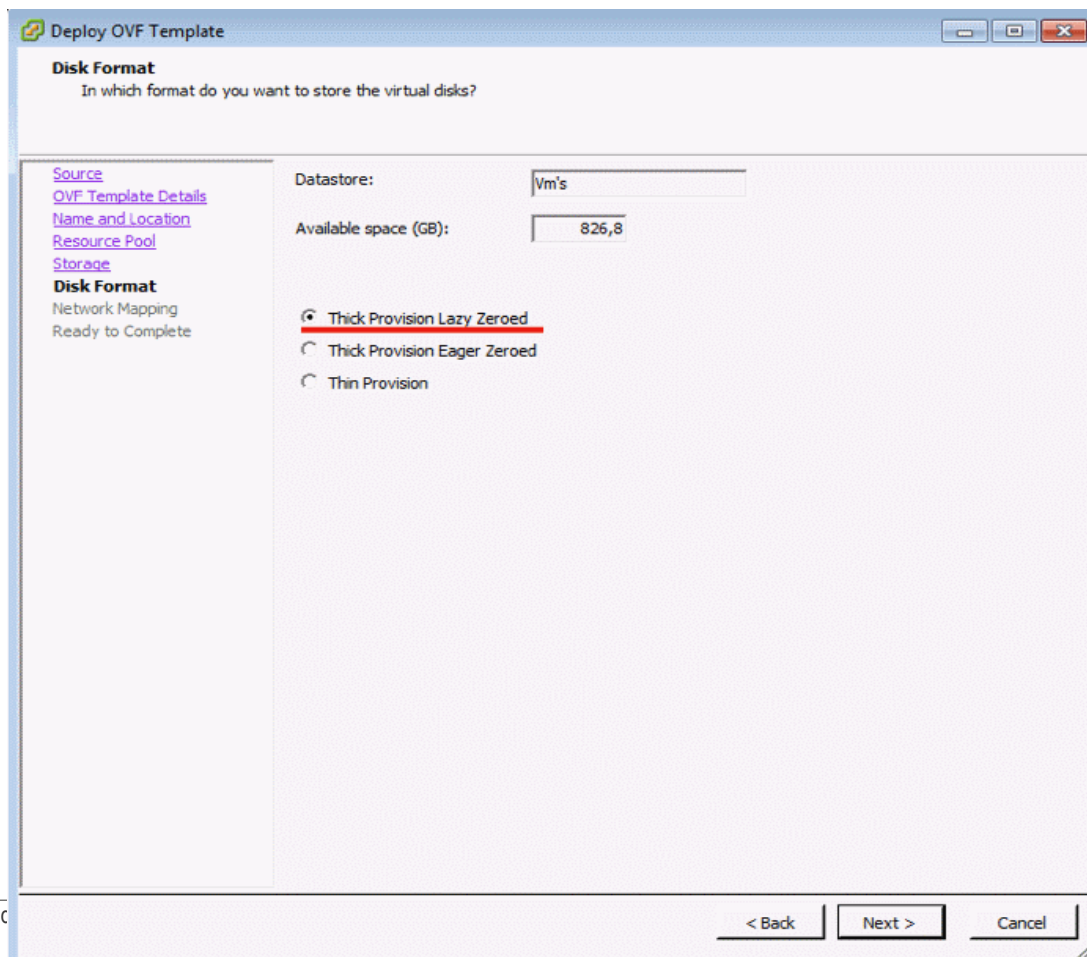 Deploy OVF Template
Disk Format
In which format do you want to store the virtual disks?
Source
OVF Template Details
Name and Location
Resource Pool
Storage
Disk Format
Network Mapping
Ready to Complete
Datastore:
Vm's
Available space (GB):
826,8
Thick Provision Lazy Zeroed
Thick Provision Eager Zeroed
Thin Provision
< Back
Next >
Cancel